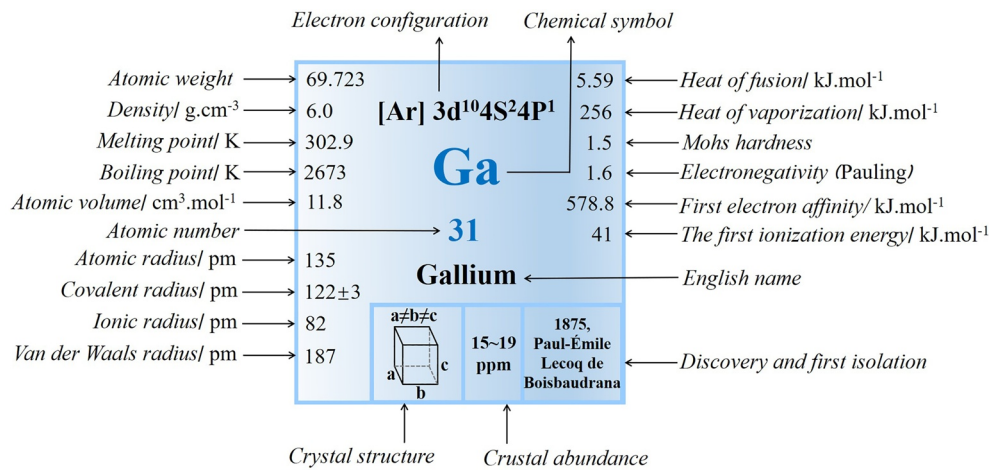 Electron configuration
Chemical symbol
Atomic weight
69.723
5.59
Heat of fusion/ kJ.mol⁻¹
Density/ g.cm⁻³
6.0
[Ar] 3d¹⁰4S²4P¹
256
Heat of vaporization/ kJ.mol⁻¹
Melting point/ K
302.9
1.5
Mohs hardness
Ga
Boiling point/ K
2673
1.6
Electronegativity (Pauling)
Atomic volume/ cm³.mol⁻¹
11.8
578.8
First electron affinity/ kJ.mol⁻¹
Atomic number
31
41
The first ionization energy/ kJ.mol⁻¹
Atomic radius/ pm
135
Gallium
English name
Covalent radius/ pm
122±3
Ionic radius/ pm
82
Van der Waals radius/ pm
187
a≠b≠c
a
b
c
15~19
ppm
1875,
Paul-Émile
Lecoq de
Boisbaudrana
Discovery and first isolation
Crystal structure
Crustal abundance